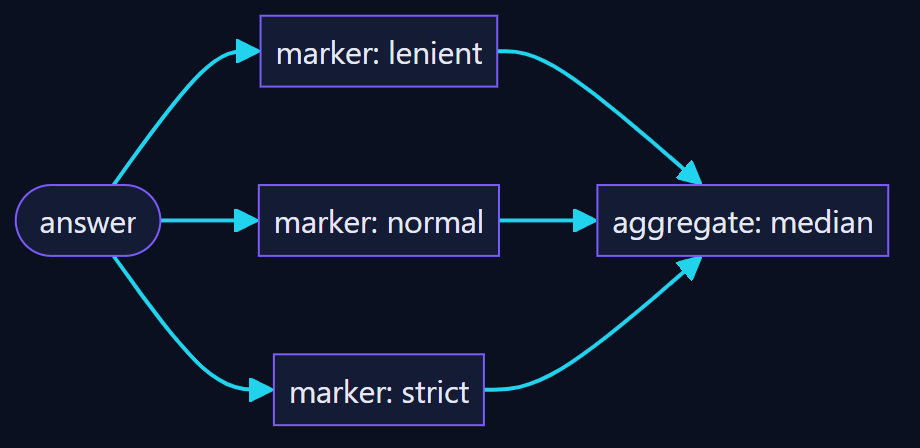 marker: lenient
answer
marker: normal
aggregate: median
marker: strict